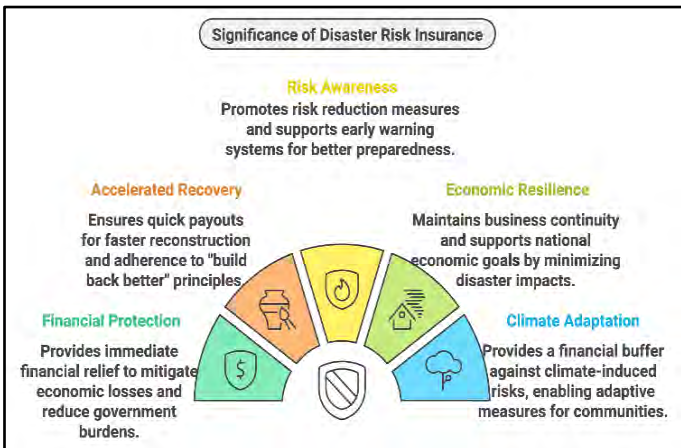 Significance of Disaster Risk Insurance
Risk Awareness
Promotes risk reduction measures
and supports early warning
systems for better preparedness.
Accelerated Recovery
Ensures quick payouts
for faster reconstruction
and adherence to "build
back better" principles
Economic Resilience
Maintains business continuity
and supports national
economic goals by minimizing
disaster impacts.
Financial Protection
Provides immediate
financial relief to mitigate
economic losses and
reduce government
burdens.
$
Climate Adaptation
Provides a financial buffer
against climate-induced
risks, enabling adaptive
measures for communities.